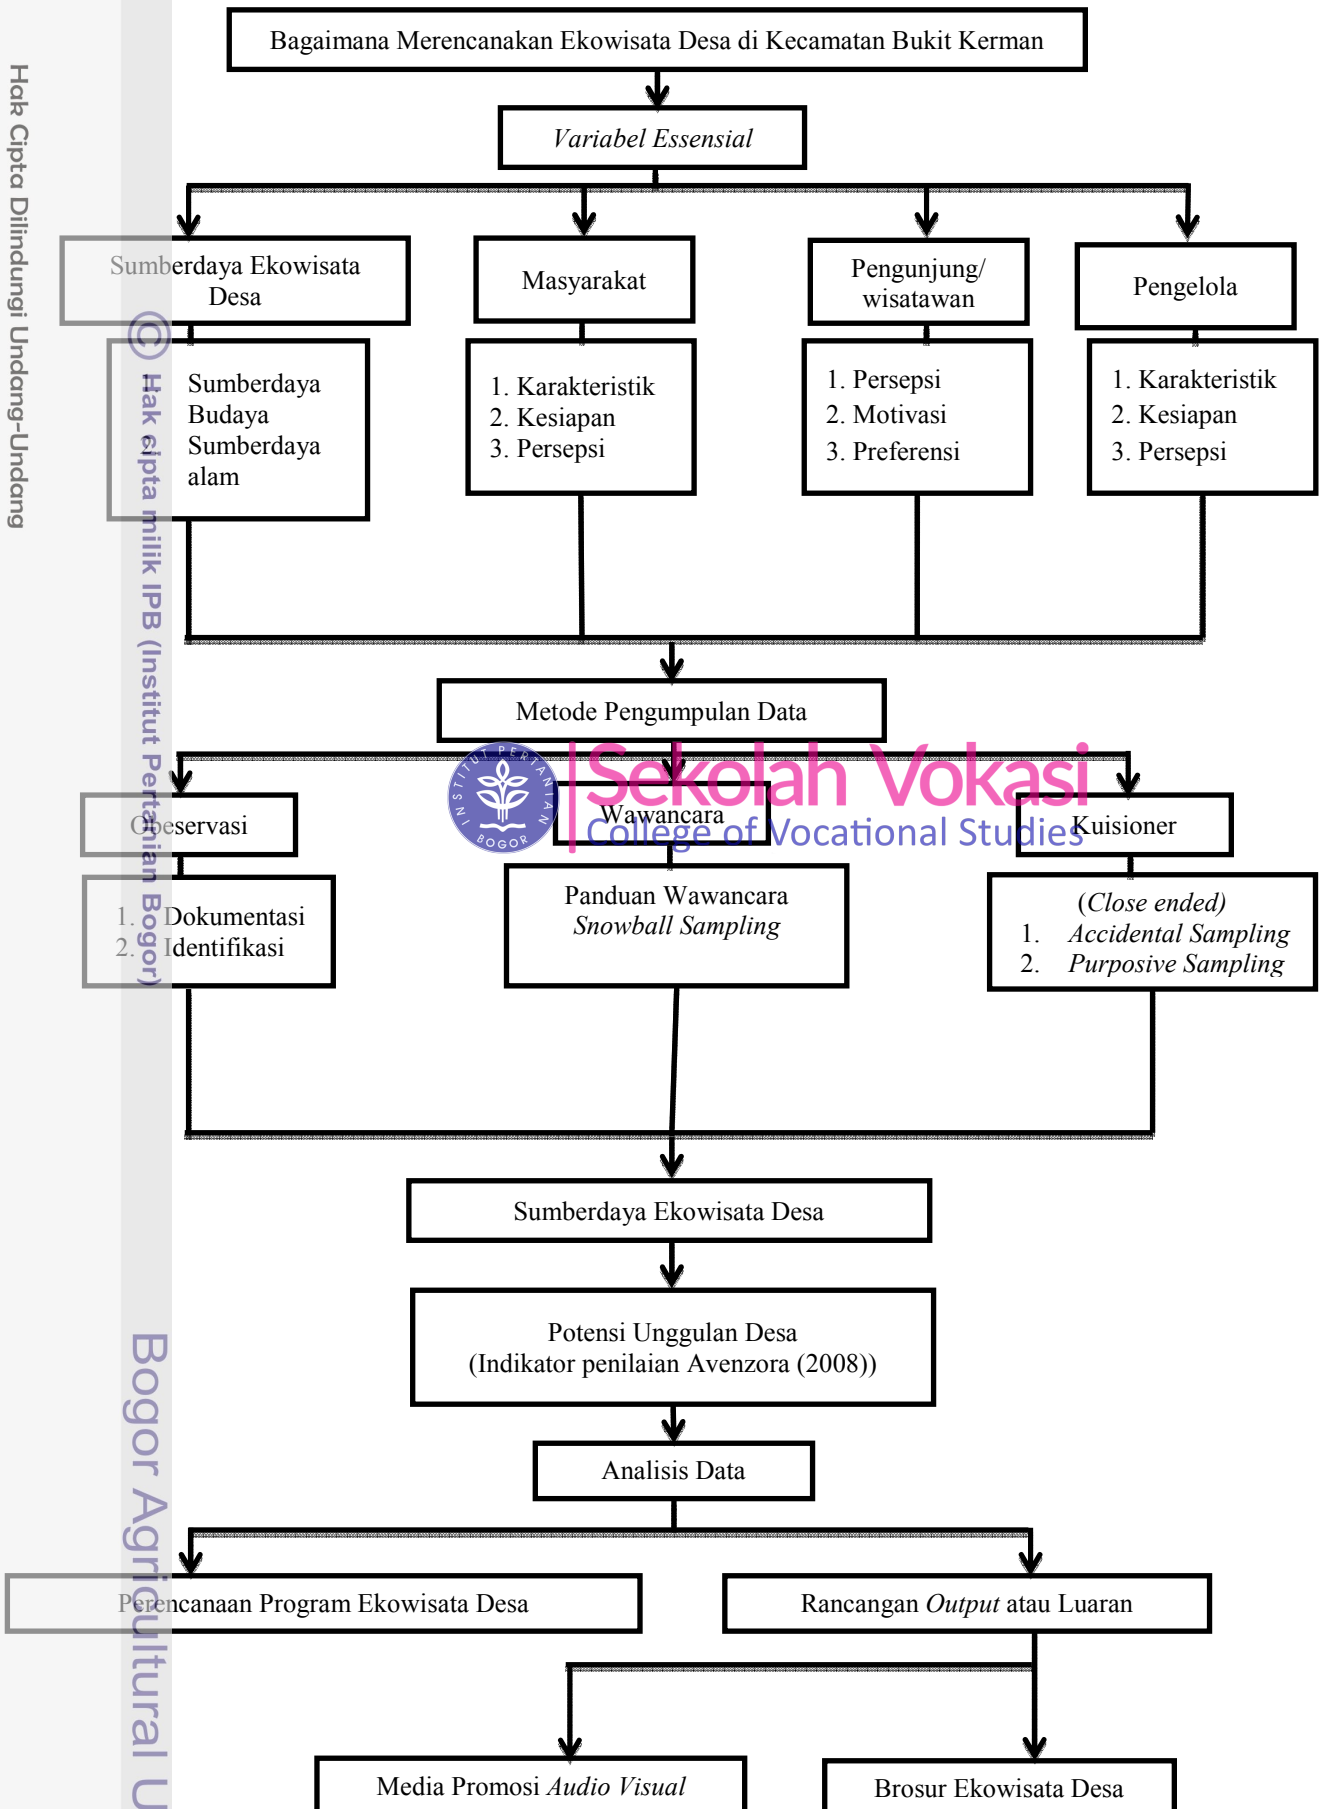 Bagaimana Merencanakan Ekowisata Desa di Kecamatan Bukit Kerman
Variabel Essensial
Sumberdaya Ekowisata
Desa
Masyarakat
Pengunjung/
wisatawan
Pengelola
Sumberdaya
Budaya
Sumberdaya
alam
1. Karakteristik
2. Kesiapan
3. Persepsi
1. Persepsi
2. Motivasi
3. Preferensi
1. Karakteristik
2. Kesiapan
3. Persepsi
Metode Pengumpulan Data
Obeservasi
Wawancara
Kuisioner
1. Dokumentasi
2. Identifikasi
Panduan Wawancara
Snowball Sampling
(Close ended)
1. Accidental Sampling
2. Purposive Sampling
Sumberdaya Ekowisata Desa
Potensi Unggulan Desa
(Indikator penilaian Avenzora (2008))
Analisis Data
Perencanaan Program Ekowisata Desa
Rancangan Output atau Luaran
Media Promosi Audio Visual
Brosur Ekowisata Desa
Hak Cipta Dilindungi Undang-Undang
© Hak cipta milik IPB (Institut Pertanian Bogor)
Bogor Agricultural U
INSTITUT PERTANIAN
BOGOR
Sekolah Vokasi
College of Vocational Studies